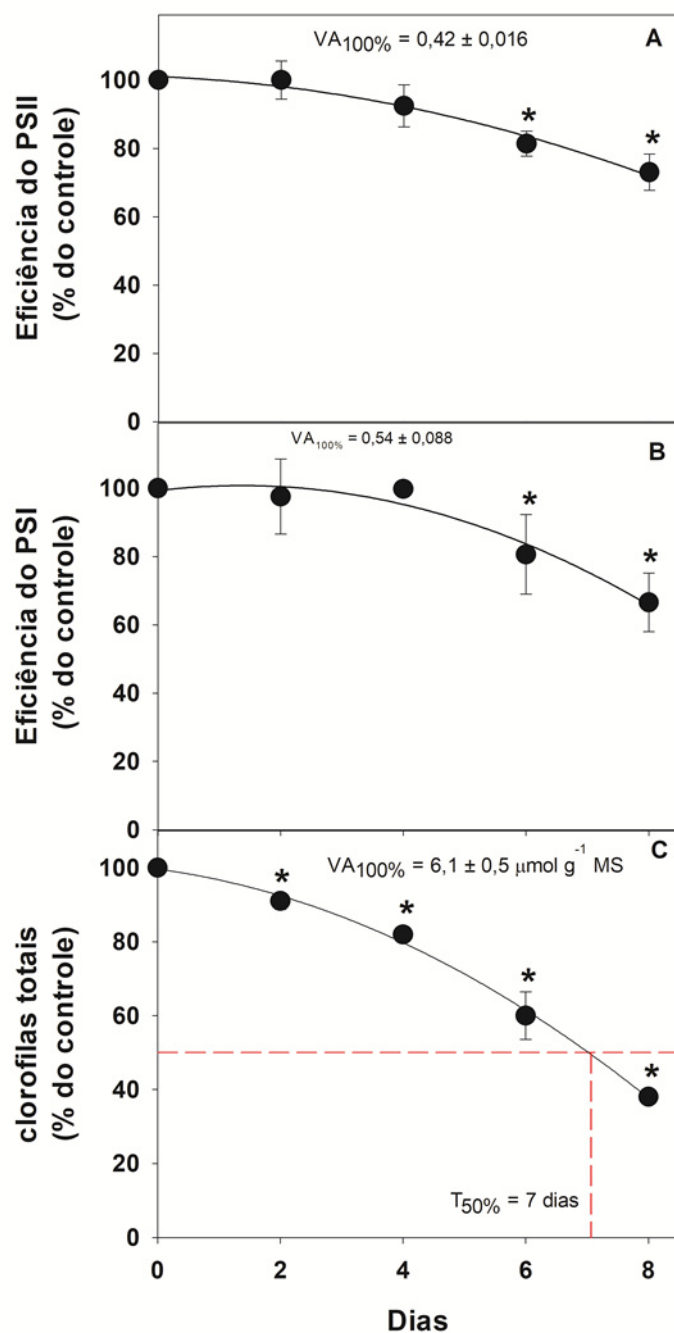 VA100% = 0,42 ± 0,016
A
Eficiência do PSII
(% do controle)
100
80
60
40
20
0
*
*
VA100% = 0,54 ± 0,088
B
Eficiência do PSI
(% do controle)
100
80
60
40
20
0
*
*
VA100% = 6,1 ± 0,5 μmol g-1 MS
C
clorofilas totais
(% do controle)
100
80
60
40
20
0
*
*
*
*
T50% = 7 dias
0 2 4 6 8
Dias